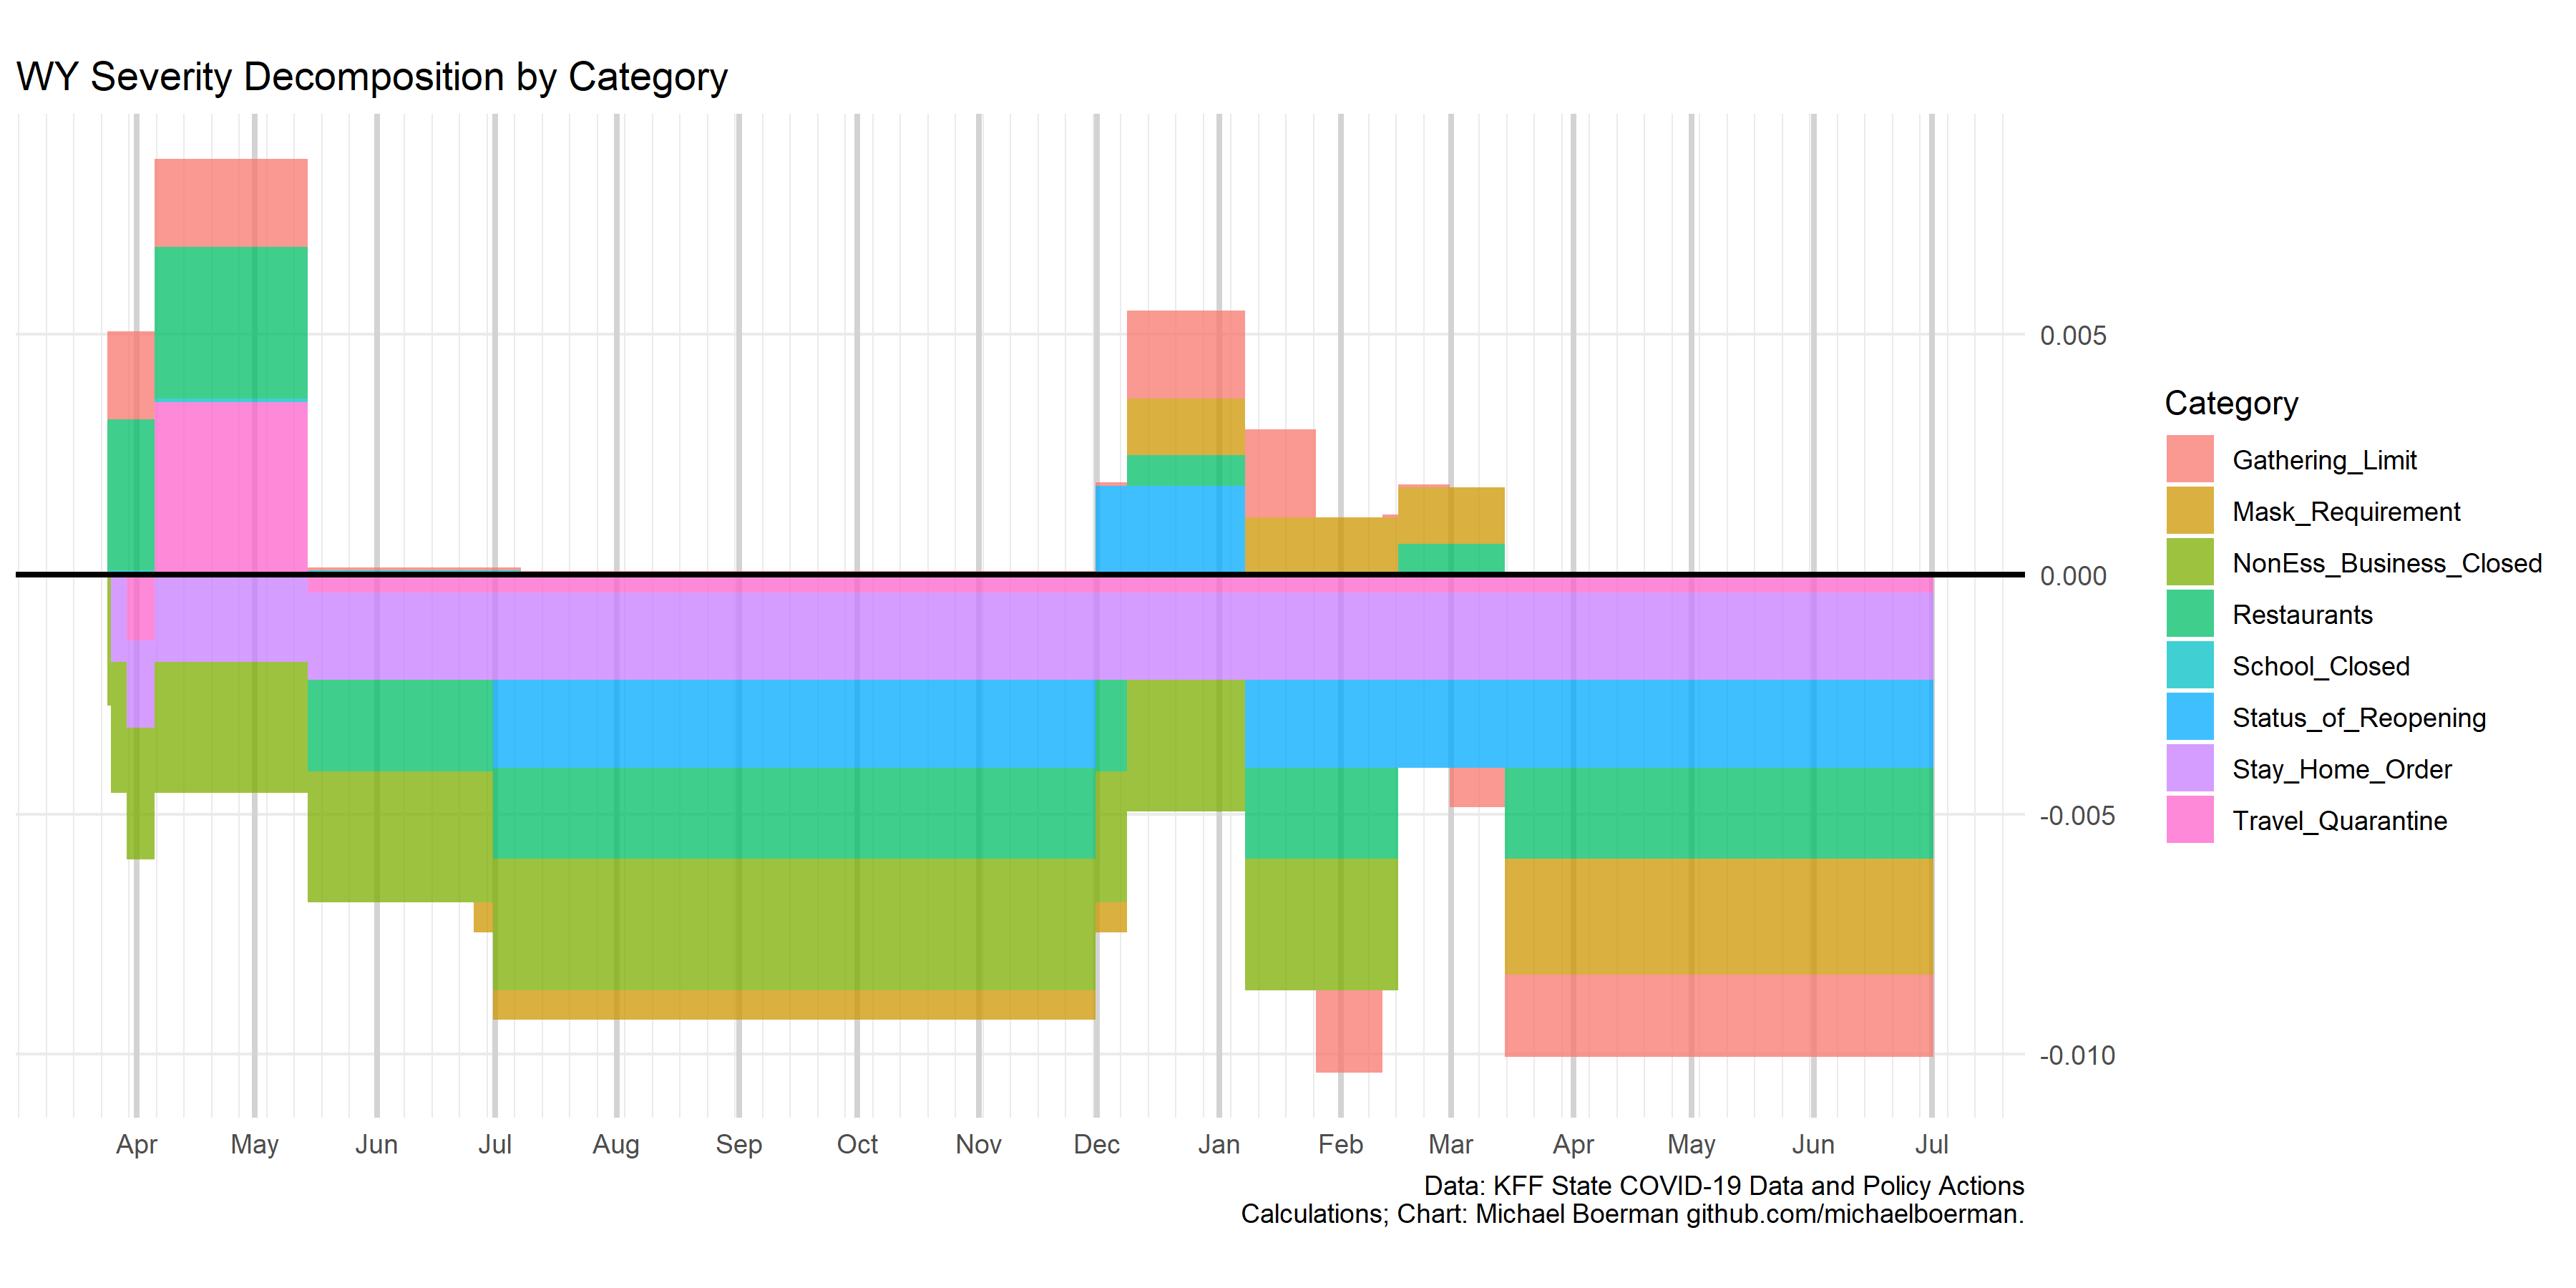 WY Severity Decomposition by Category
0.005
0.000
-0.005
-0.010
Apr May Jun Jul Aug Sep Oct Nov Dec Jan Feb Mar Apr May Jun Jul
Category
Gathering_Limit
Mask_Requirement
NonEss_Business_Closed
Restaurants
School_Closed
Status_of_Reopening
Stay_Home_Order
Travel_Quarantine
Data: KFF State COVID-19 Data and Policy Actions
Calculations; Chart: Michael Boerman github.com/michaelboerman.